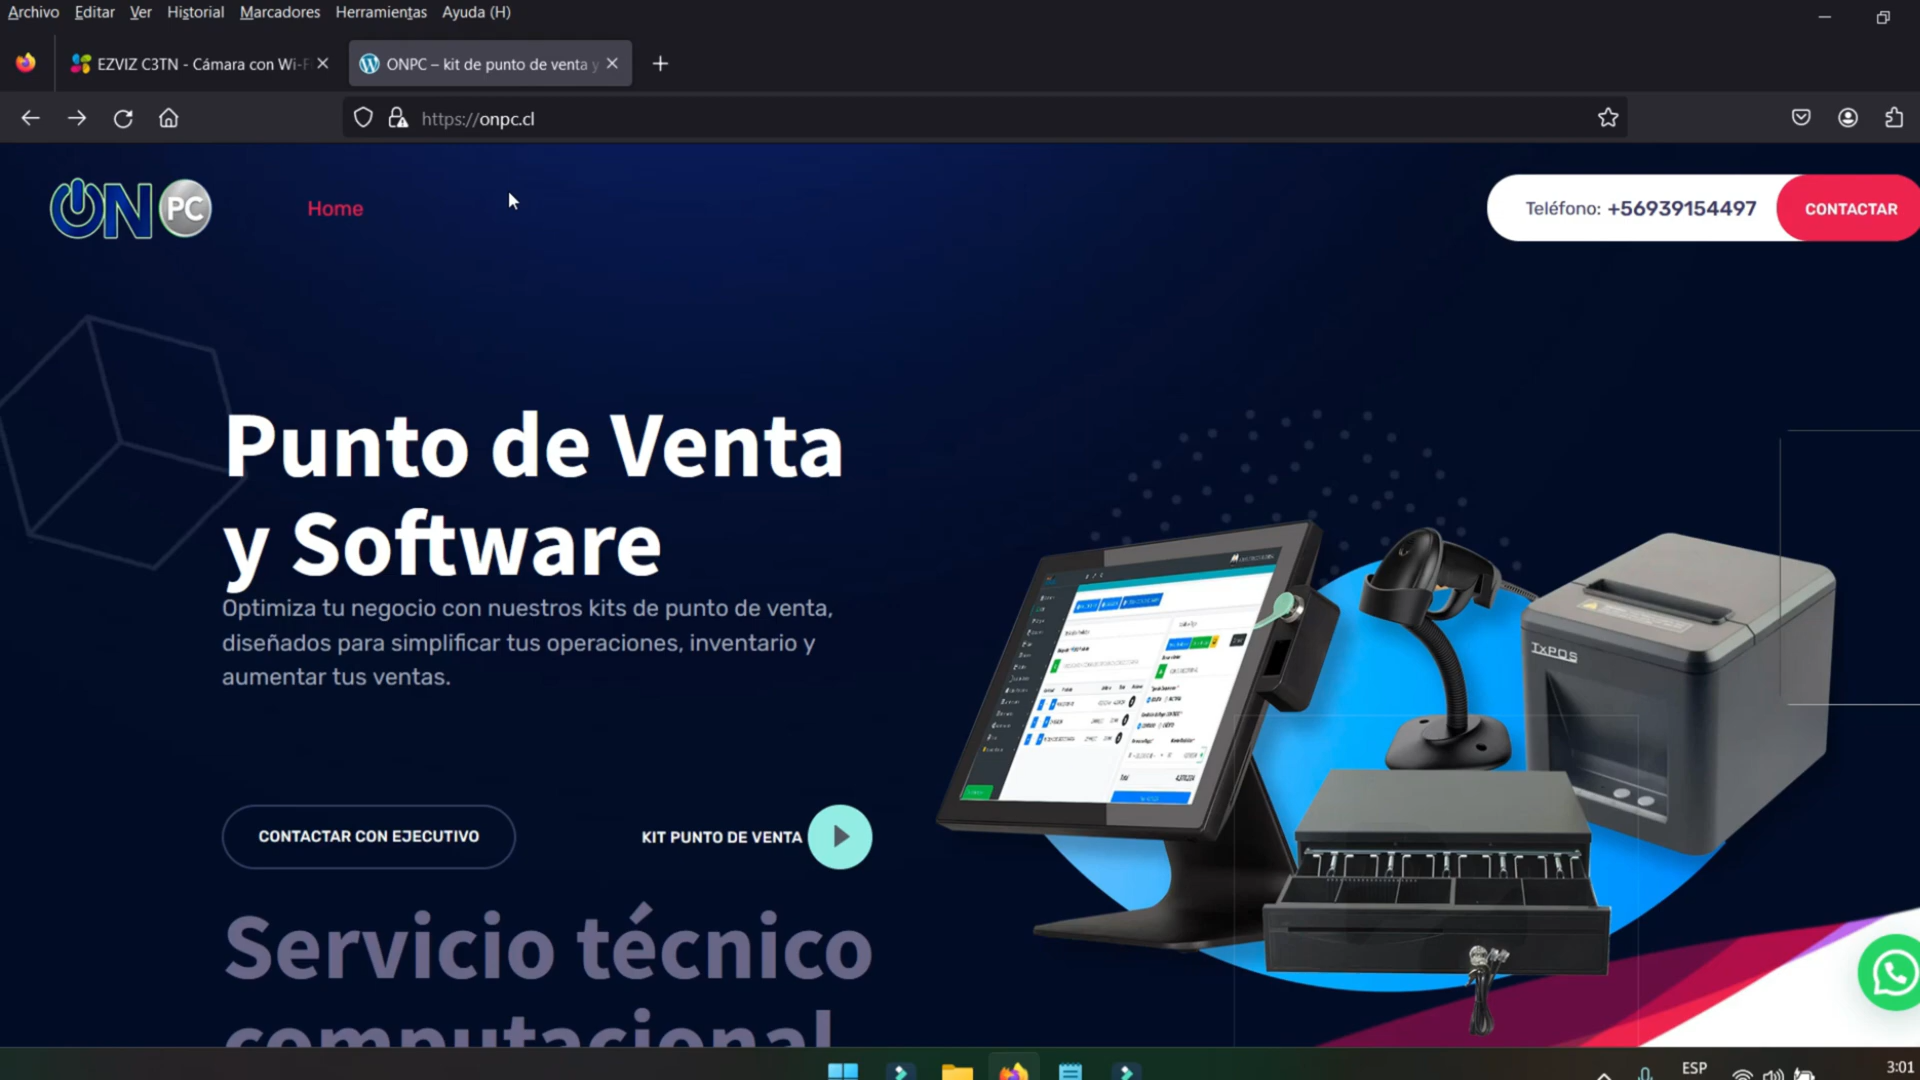 Archivo Editar Ver Historial Marcadores Herramientas Ayuda (H)
EZVIZ C3TN - Cámara con Wi-F
ONPC – kit de punto de venta y
https://onpc.cl
ON PC
Home
Teléfono: +56939154497
CONTACTAR
Punto de Venta
y Software
Optimiza tu negocio con nuestros kits de punto de venta,
diseñados para simplificar tus operaciones, inventario y
aumentar tus ventas.
TXPOS
CONTACTAR CON EJECUTIVO
KIT PUNTO DE VENTA
Servicio técnico
computacional
ESP
3:01